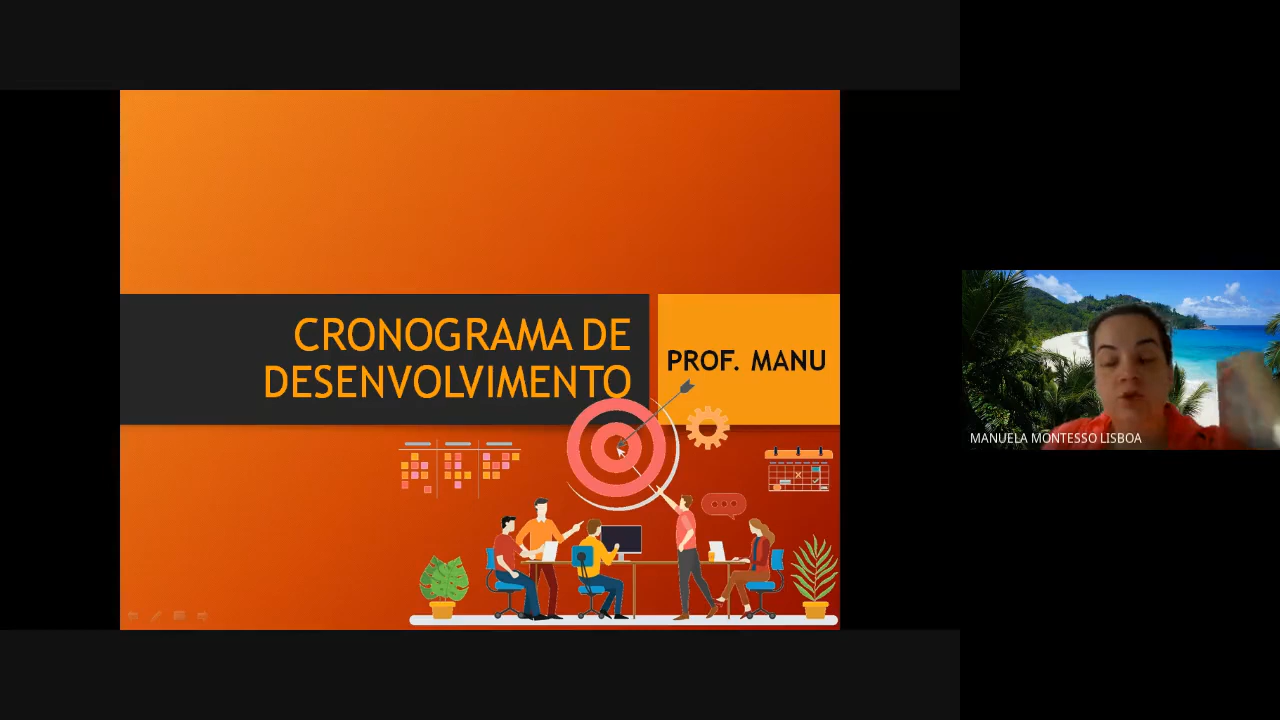 CRONOGRAMA DE
DESENVOLVIMENTO
PROF. MANU
MANUELA MONTESSO LISBOA